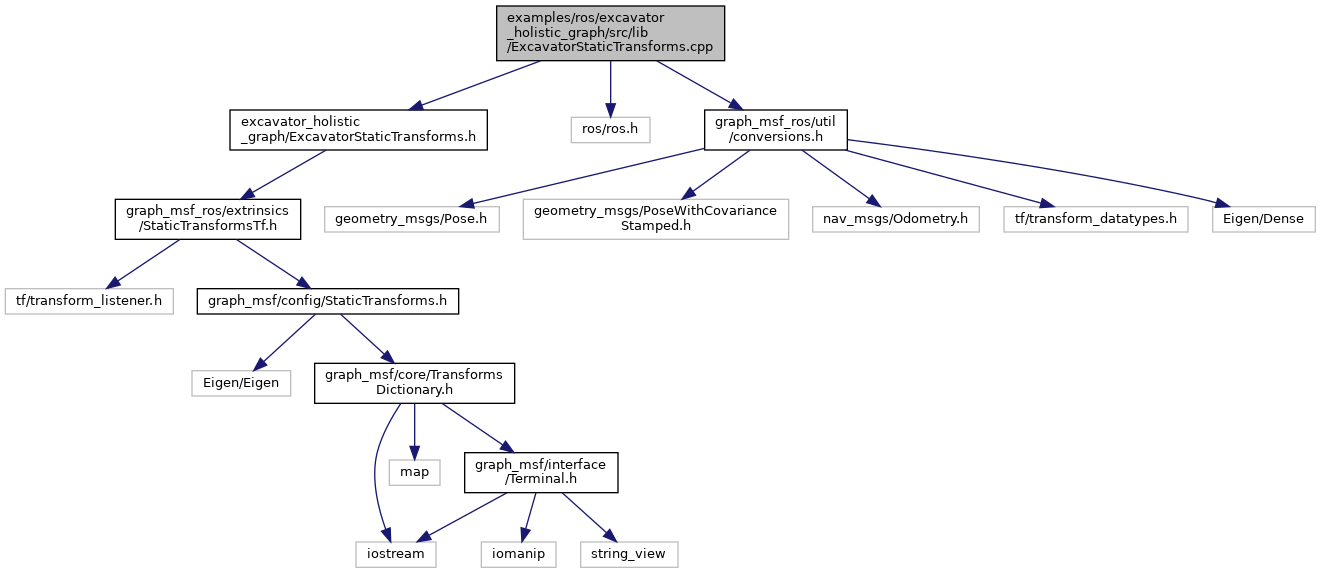 examples/ros/excavator
_holistic_graph/src/lib
/ExcavatorStaticTransforms.cpp
excavator_holistic
_graph/ExcavatorStaticTransforms.h
ros/ros.h
graph_msf_ros/util
/conversions.h
graph_msf_ros/extrinsics
/StaticTransformsTf.h
geometry_msgs/Pose.h
geometry_msgs/PoseWithCovariance
Stamped.h
nav_msgs/Odometry.h
tf/transform_datatypes.h
Eigen/Dense
tf/transform_listener.h
graph_msf/config/StaticTransforms.h
Eigen/Eigen
graph_msf/core/Transforms
Dictionary.h
map
graph_msf/interface
/Terminal.h
iostream
iomanip
string_view